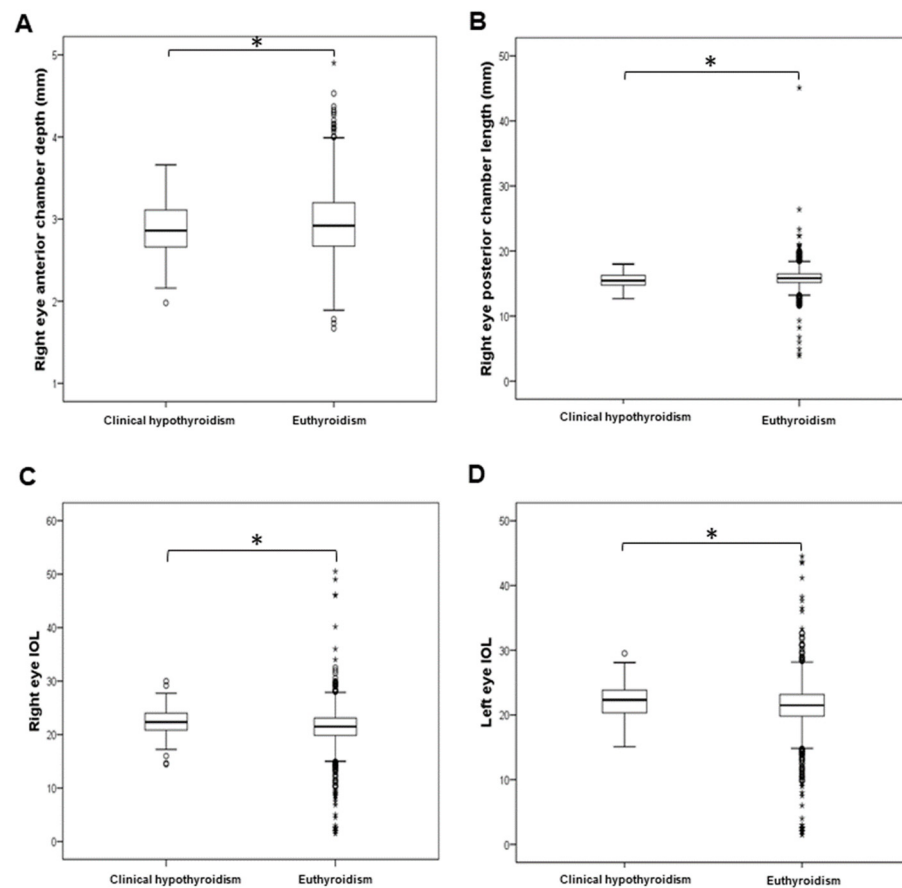 A
Right eye anterior chamber depth (mm)
5
4
3
2
1
*
Clinical hypothyroidism
Euthyroidism
B
Right eye posterior chamber length (mm)
50
40
30
20
10
0
*
Clinical hypothyroidism
Euthyroidism
C
Right eye IOL
60
50
40
30
20
10
0
*
Clinical hypothyroidism
Euthyroidism
D
Left eye IOL
50
40
30
20
10
0
*
Clinical hypothyroidism
Euthyroidism